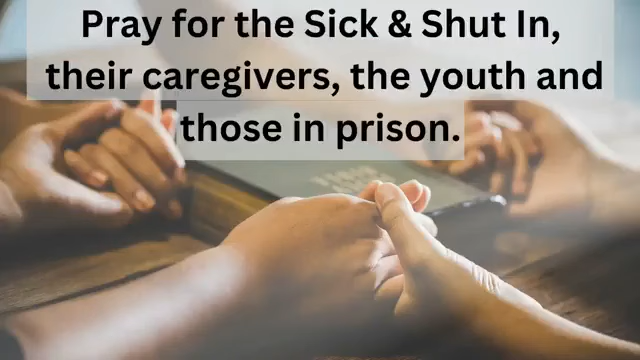 Pray for the Sick & Shut In,
their caregivers, the youth and
those in prison.